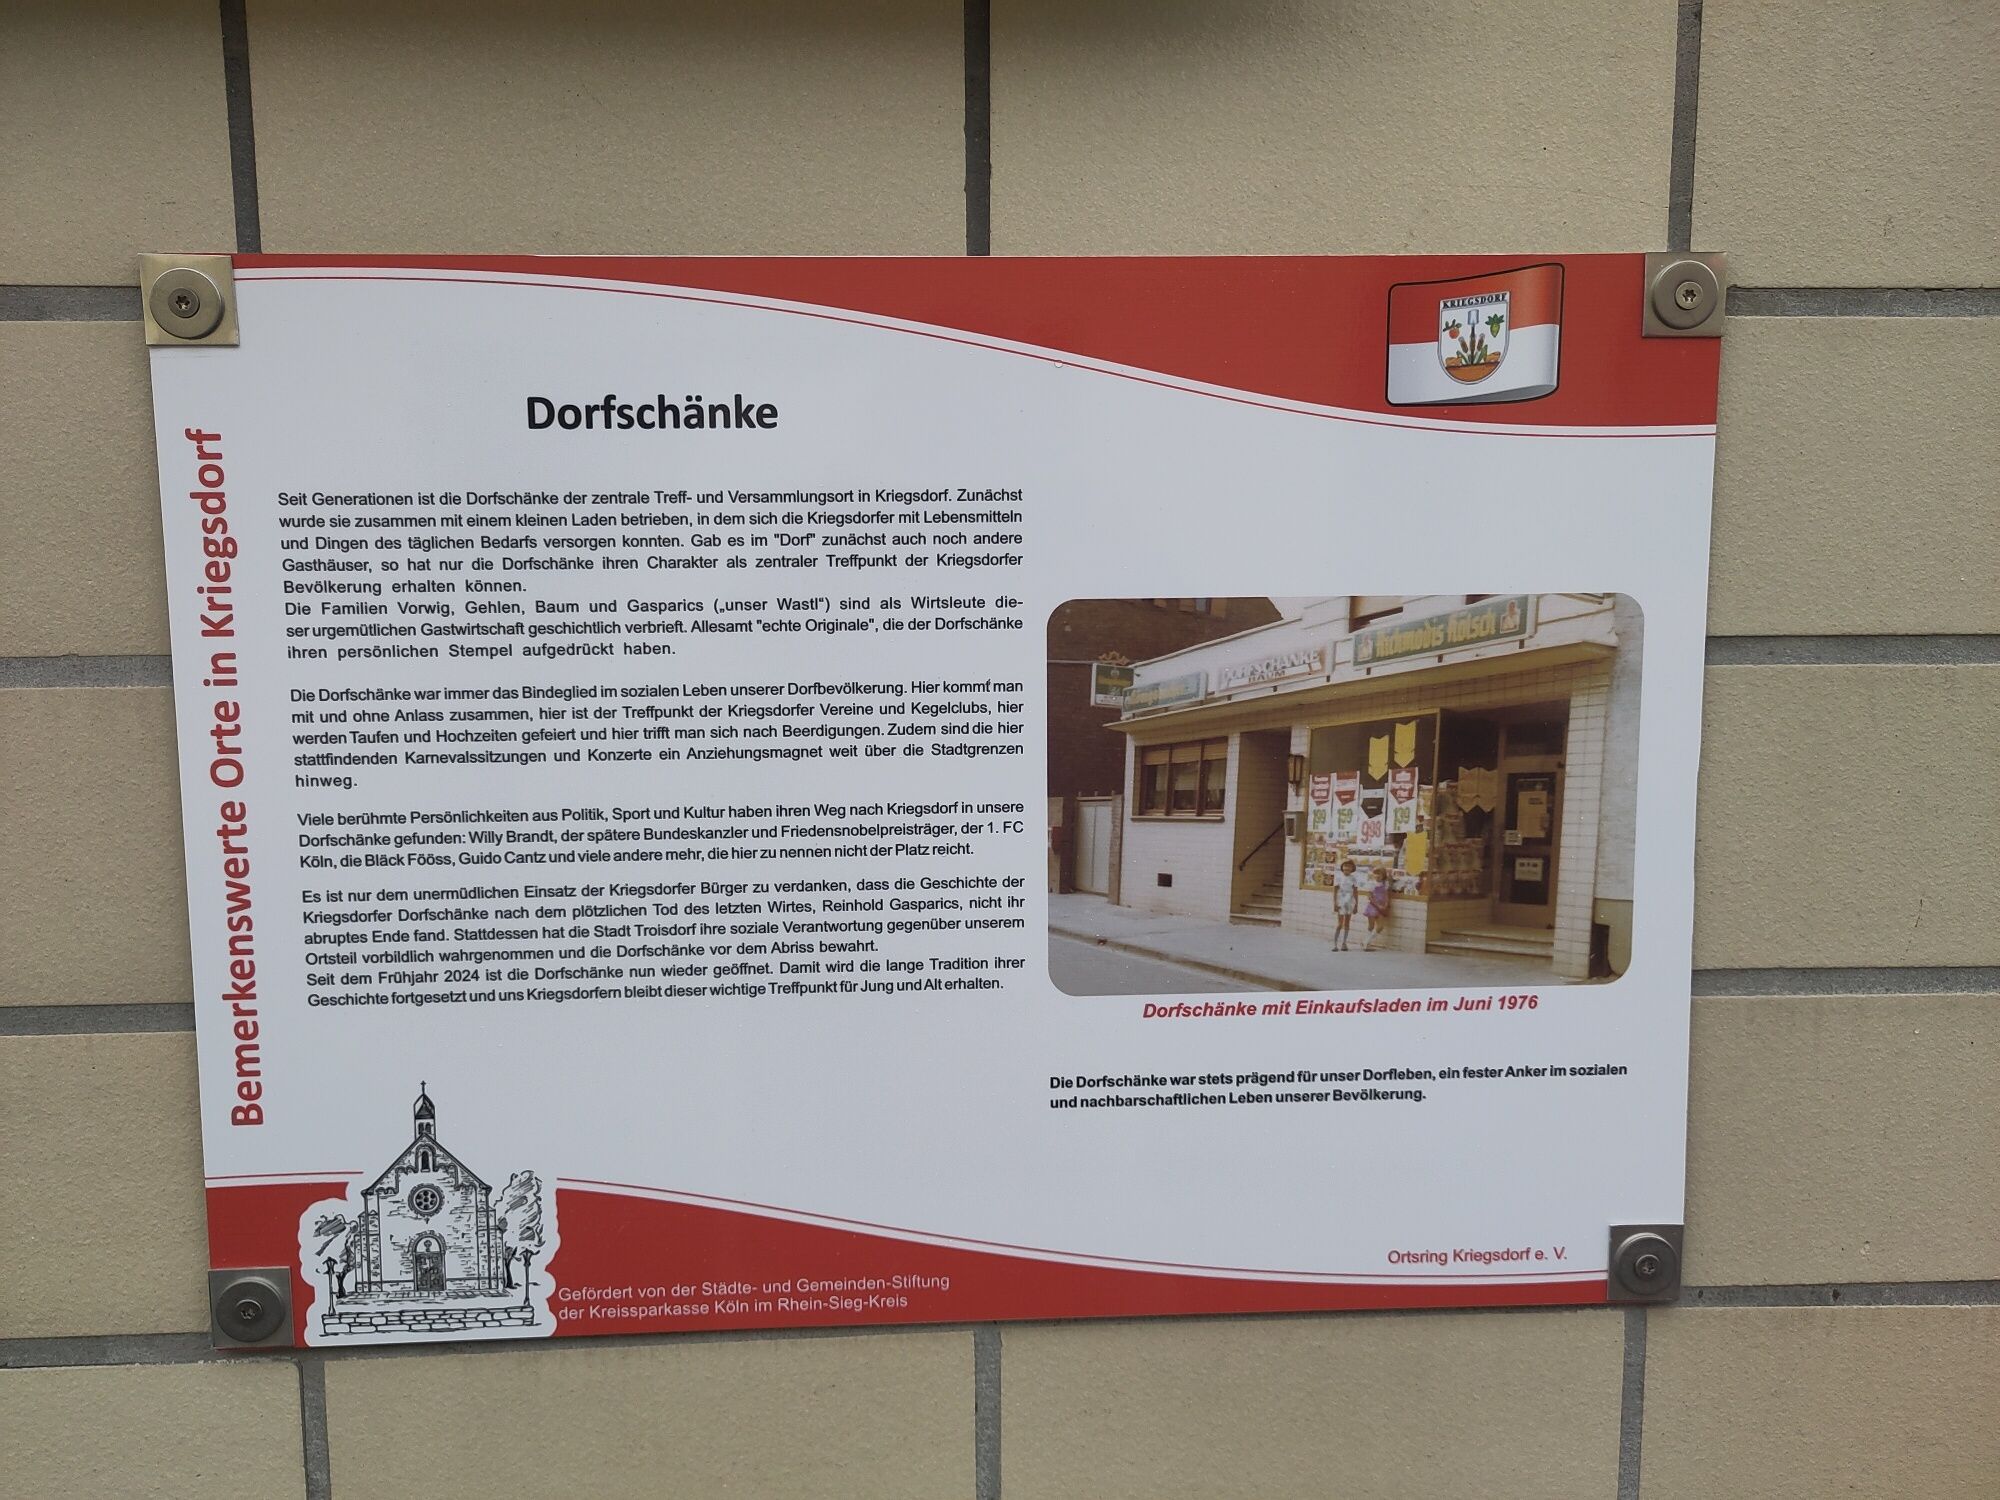 KRIEGSDORF
Bemerkenswerte Orte in Kriegsdorf
Dorfschänke
Seit Generationen ist die Dorfschänke der zentrale Treff- und Versammlungsort in Kriegsdorf. Zunächst
wurde sie zusammen mit einem kleinen Laden betrieben, in dem sich die Kriegsdorfer mit Lebensmitteln
und Dingen des täglichen Bedarfs versorgen konnten. Gab es im "Dorf" zunächst auch noch andere
Gasthäuser, so hat nur die Dorfschänke ihren Charakter als zentraler Treffpunkt der Kriegsdorfer
Bevölkerung erhalten können.
Die Familien Vorwig, Gehlen, Baum und Gasparics („unser Wastl“) sind als Wirtsleute die-
ser urgemütlichen Gastwirtschaft geschichtlich verbrieft. Allesamt "echte Originale", die der Dorfschänke
ihren persönlichen Stempel aufgedrückt haben.
Die Dorfschänke war immer das Bindeglied im sozialen Leben unserer Dorfbevölkerung. Hier kommt man
mit und ohne Anlass zusammen, hier ist der Treffpunkt der Kriegsdorfer Vereine und Kegelclubs, hier
werden Taufen und Hochzeiten gefeiert und hier trifft man sich nach Beerdigungen. Zudem sind die hier
stattfindenden Karnevalssitzungen und Konzerte ein Anziehungsmagnet weit über die Stadtgrenzen
hinweg.
Viele berühmte Persönlichkeiten aus Politik, Sport und Kultur haben ihren Weg nach Kriegsdorf in unsere
Dorfschänke gefunden: Willy Brandt, der spätere Bundeskanzler und Friedensnobelpreisträger, der 1. FC
Köln, die Bläck Fööss, Guido Cantz und viele andere mehr, die hier zu nennen nicht der Platz reicht.
Es ist nur dem unermüdlichen Einsatz der Kriegsdorfer Bürger zu verdanken, dass die Geschichte der
Kriegsdorfer Dorfschänke nach dem plötzlichen Tod des letzten Wirtes, Reinhold Gasparics, nicht ihr
abruptes Ende fand. Stattdessen hat die Stadt Troisdorf ihre soziale Verantwortung gegenüber unserem
Ortsteil vorbildlich wahrgenommen und die Dorfschänke vor dem Abriss bewahrt.
Seit dem Frühjahr 2024 ist die Dorfschänke nun wieder geöffnet. Damit wird die lange Tradition ihrer
Geschichte fortgesetzt und uns Kriegsdorfern bleibt dieser wichtige Treffpunkt für Jung und Alt erhalten.
DORFSCHÄNKE
BAUM
Richmodis Kölsch
199 159 998 139
Dorfschänke mit Einkaufsladen im Juni 1976
Die Dorfschänke war stets prägend für unser Dorfleben, ein fester Anker im sozialen
und nachbarschaftlichen Leben unserer Bevölkerung.
Ortsring Kriegsdorf e. V.
Gefördert von der Städte- und Gemeinden-Stiftung
der Kreissparkasse Köln im Rhein-Sieg-Kreis